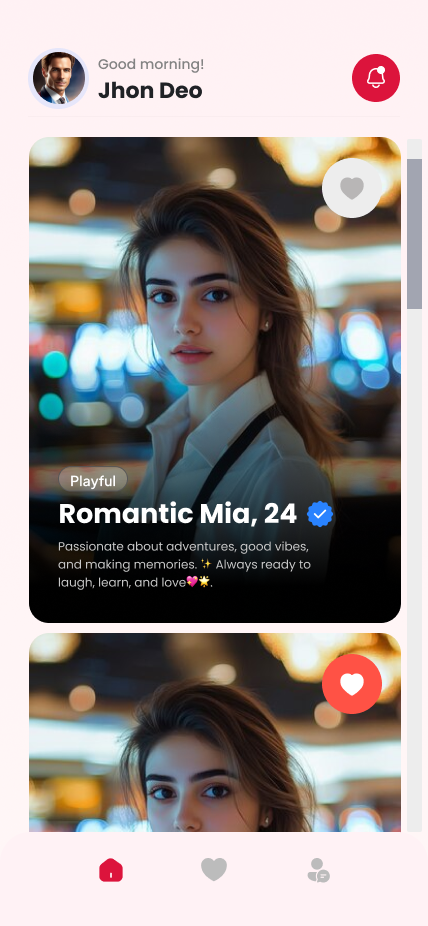 Good morning!
Jhon Deo
Playful
Romantic Mia, 24
Passionate about adventures, good vibes,
and making memories. ✨ Always ready to
laugh, learn, and love💖🌟.